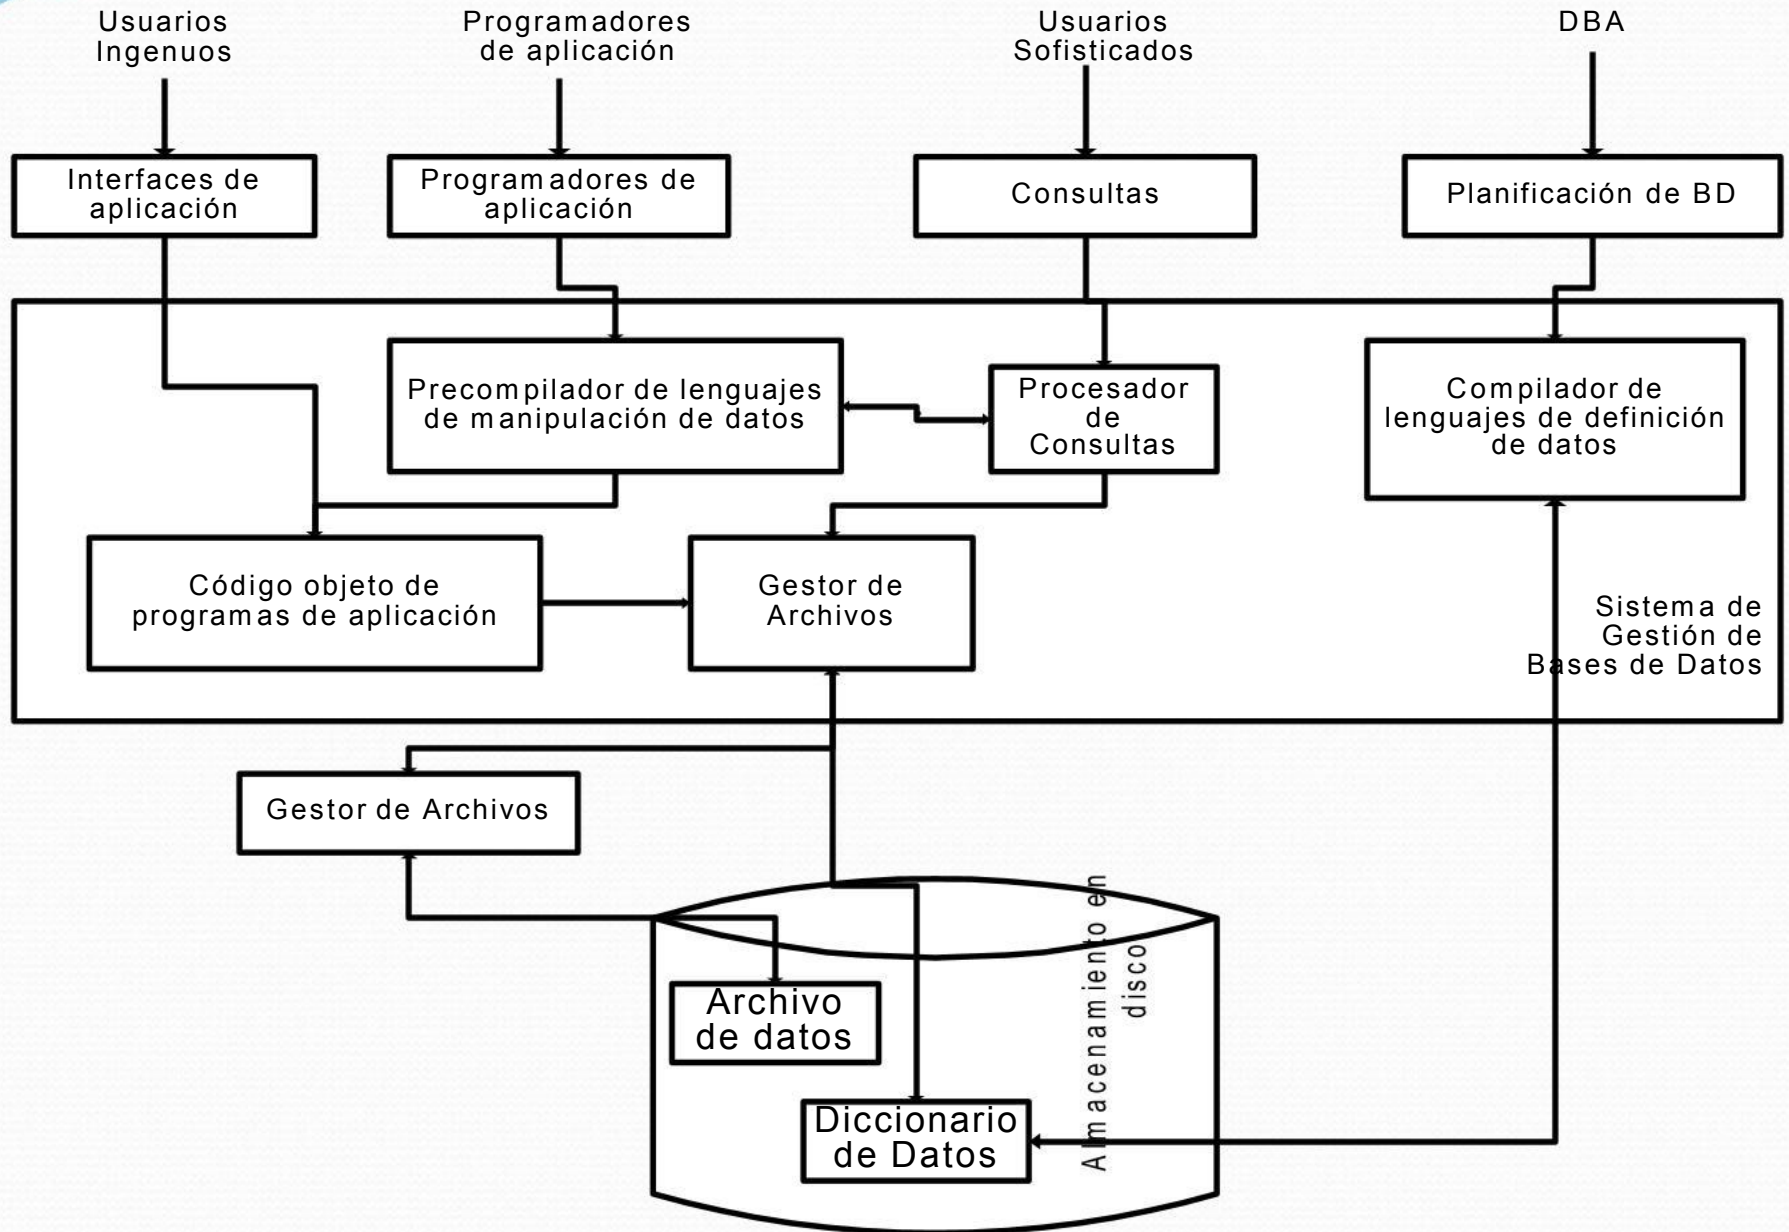 Usuarios
Ingenuos
Programadores
de aplicación
Usuarios
Sofisticados
DBA
Interfaces de
aplicación
Programadores de
aplicación
Consultas
Planificación de BD
Precompilador de lenguajes
de manipulación de datos
Procesador
de
Consultas
Compilador de
lenguajes de definición
de datos
Código objeto de
programas de aplicación
Gestor de
Archivos
Sistema de
Gestión de
Bases de Datos
Gestor de Archivos
Almacenamiento en
disco
Archivo
de datos
Diccionario
de Datos